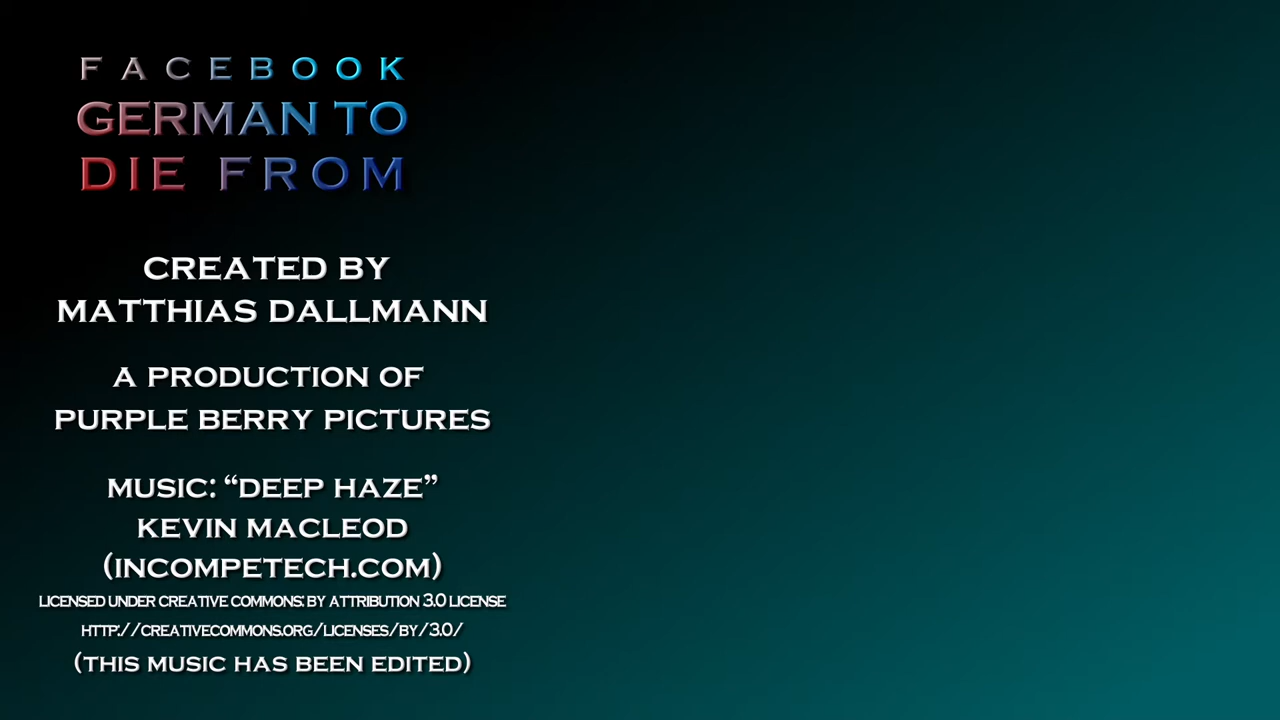 FACEBOOK
GERMAN TO
DIE FROM
CREATED BY
MATTHIAS DALLMANN
A PRODUCTION OF
PURPLE BERRY PICTURES
MUSIC: “DEEP HAZE”
KEVIN MACLEOD
(INCOMPETECH.COM)
LICENSED UNDER CREATIVE COMMONS: BY ATTRIBUTION 3.0 LICENSE
HTTP://CREATIVECOMMONS.ORG/LICENSES/BY/3.0/
(THIS MUSIC HAS BEEN EDITED)